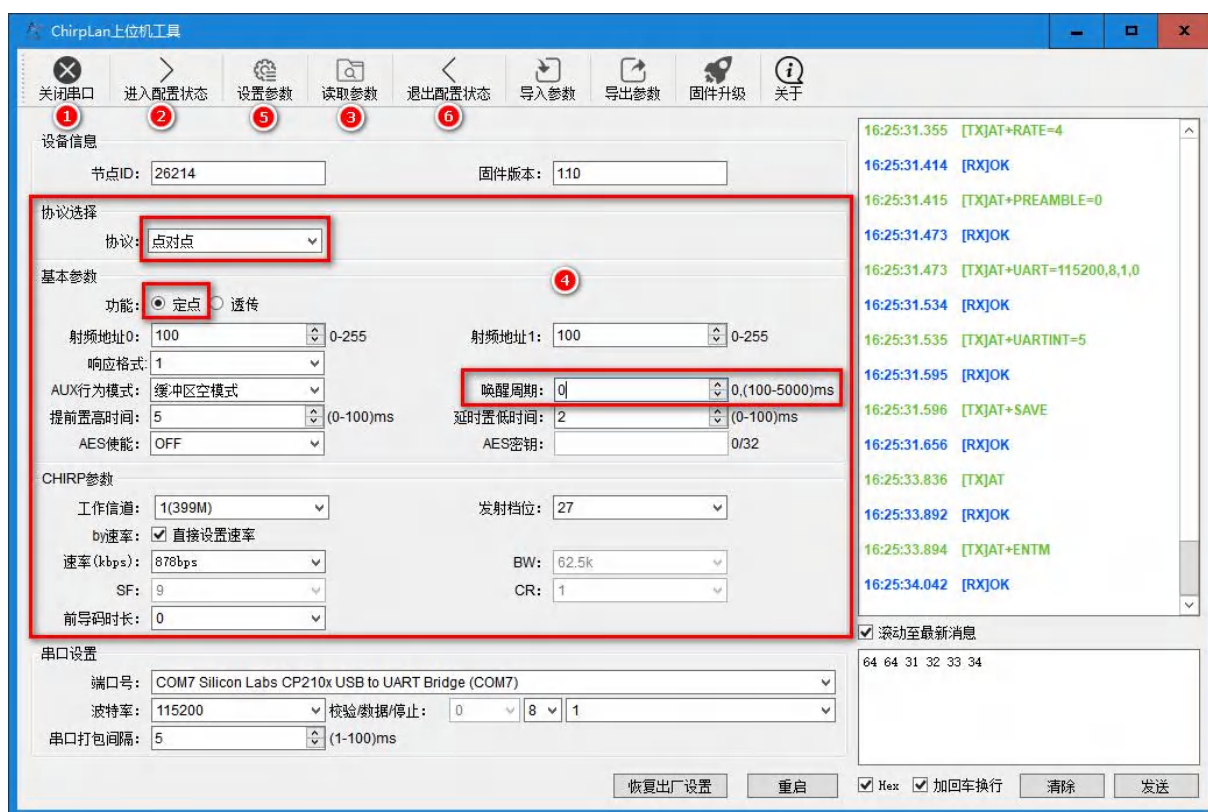 ChirpLan上位机工具
关闭串口 进入配置状态 设置参数 读取参数 退出配置状态 导入参数 导出参数 固件升级 关于
1 2 5 3 6
设备信息
节点ID: 26214 固件版本: 1.10
协议选择
协议: 点对点
基本参数
4
功能: 定点 透传
射频地址0: 100 0-255 射频地址1: 100 0-255
响应格式: 1
AUX行为模式: 缓冲区空模式 唤醒周期: 0 0,(100-5000)ms
提前置高时间: 5 (0-100)ms 延时置低时间: 2 (0-100)ms
AES使能: OFF AES密钥: 0/32
CHIRP参数
工作信道: 1(399M) 发射档位: 27
by速率: 直接设置速率
速率(kbps): 878bps BW: 62.5k
SF: 9 CR: 1
前导码时长: 0
串口设置
端口号: COM7 Silicon Labs CP210x USB to UART Bridge (COM7)
波特率: 115200 校验/数据/停止: 0 8 1
串口打包间隔: 5 (1-100)ms
恢复出厂设置 重启
16:25:31.355 [TX]AT+RATE=4
16:25:31.414 [RX]OK
16:25:31.415 [TX]AT+PREAMBLE=0
16:25:31.473 [RX]OK
16:25:31.473 [TX]AT+UART=115200,8,1,0
16:25:31.534 [RX]OK
16:25:31.535 [TX]AT+UARTINT=5
16:25:31.595 [RX]OK
16:25:31.596 [TX]AT+SAVE
16:25:31.656 [RX]OK
16:25:33.836 [TX]AT
16:25:33.892 [RX]OK
16:25:33.894 [TX]AT+ENTM
16:25:34.042 [RX]OK
滚动至最新消息
64 64 31 32 33 34
Hex 加回车换行 清除 发送